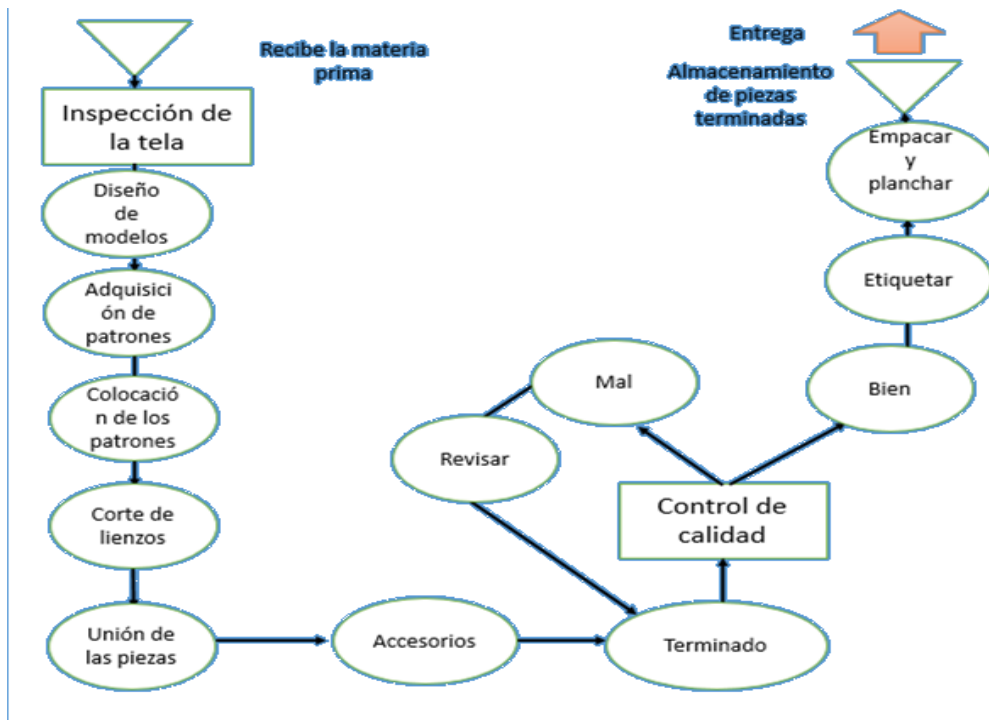 Recibe la materia
prima
Inspección de
la tela
Diseño
de
modelos
Adquisici
ón de
patrones
Colocació
n de los
patrones
Corte de
lienzos
Unión de
las piezas
Accesorios
Terminado
Control de
calidad
Mal
Revisar
Bien
Etiquetar
Empacar
y
planchar
Almacenamiento
de piezas
terminadas
Entrega